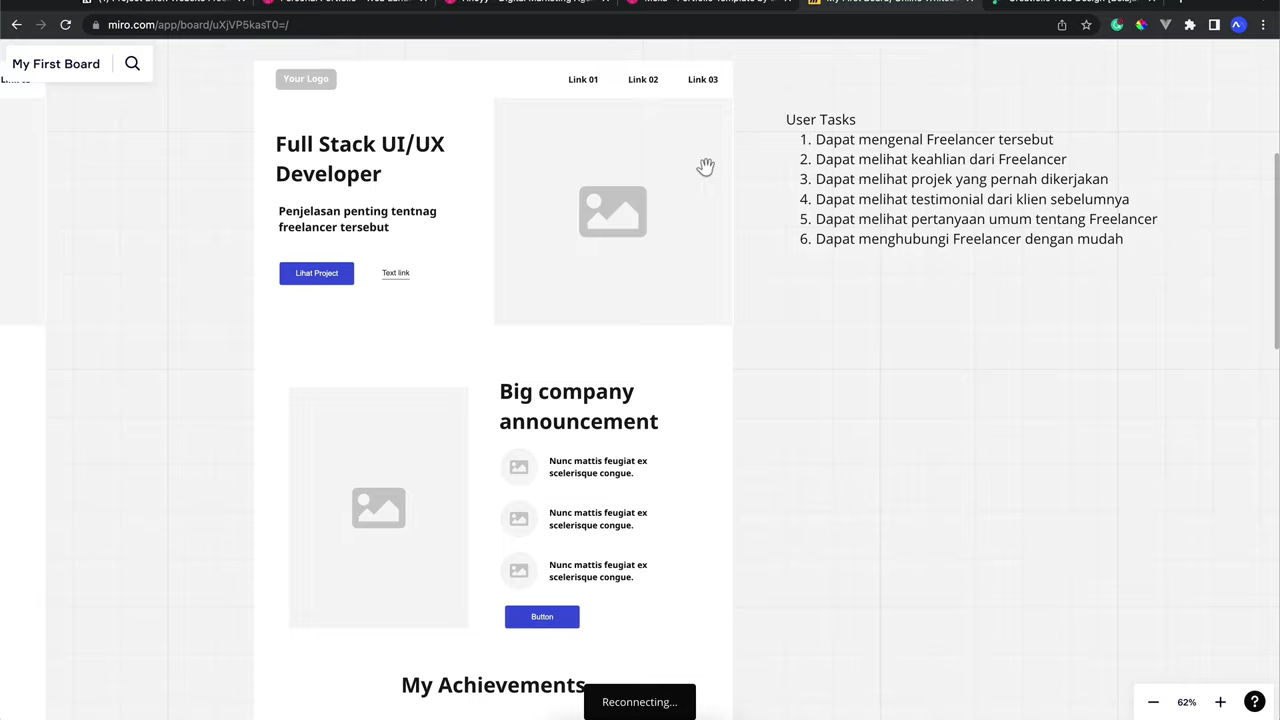 miro.com/app/board/uXjVP5kasT0=/
My First Board
Your Logo
Link 01
Link 02
Link 03
Full Stack UI/UX
Developer
Penjelasan penting tentnag
freelancer tersebut
Lihat Project
Text link
User Tasks
1. Dapat mengenal Freelancer tersebut
2. Dapat melihat keahlian dari Freelancer
3. Dapat melihat projek yang pernah dikerjakan
4. Dapat melihat testimonial dari klien sebelumnya
5. Dapat melihat pertanyaan umum tentang Freelancer
6. Dapat menghubungi Freelancer dengan mudah
Big company
announcement
Nunc mattis feugiat ex
scelerisque congue.
Nunc mattis feugiat ex
scelerisque congue.
Nunc mattis feugiat ex
scelerisque congue.
Button
My Achievements
Reconnecting...
62%